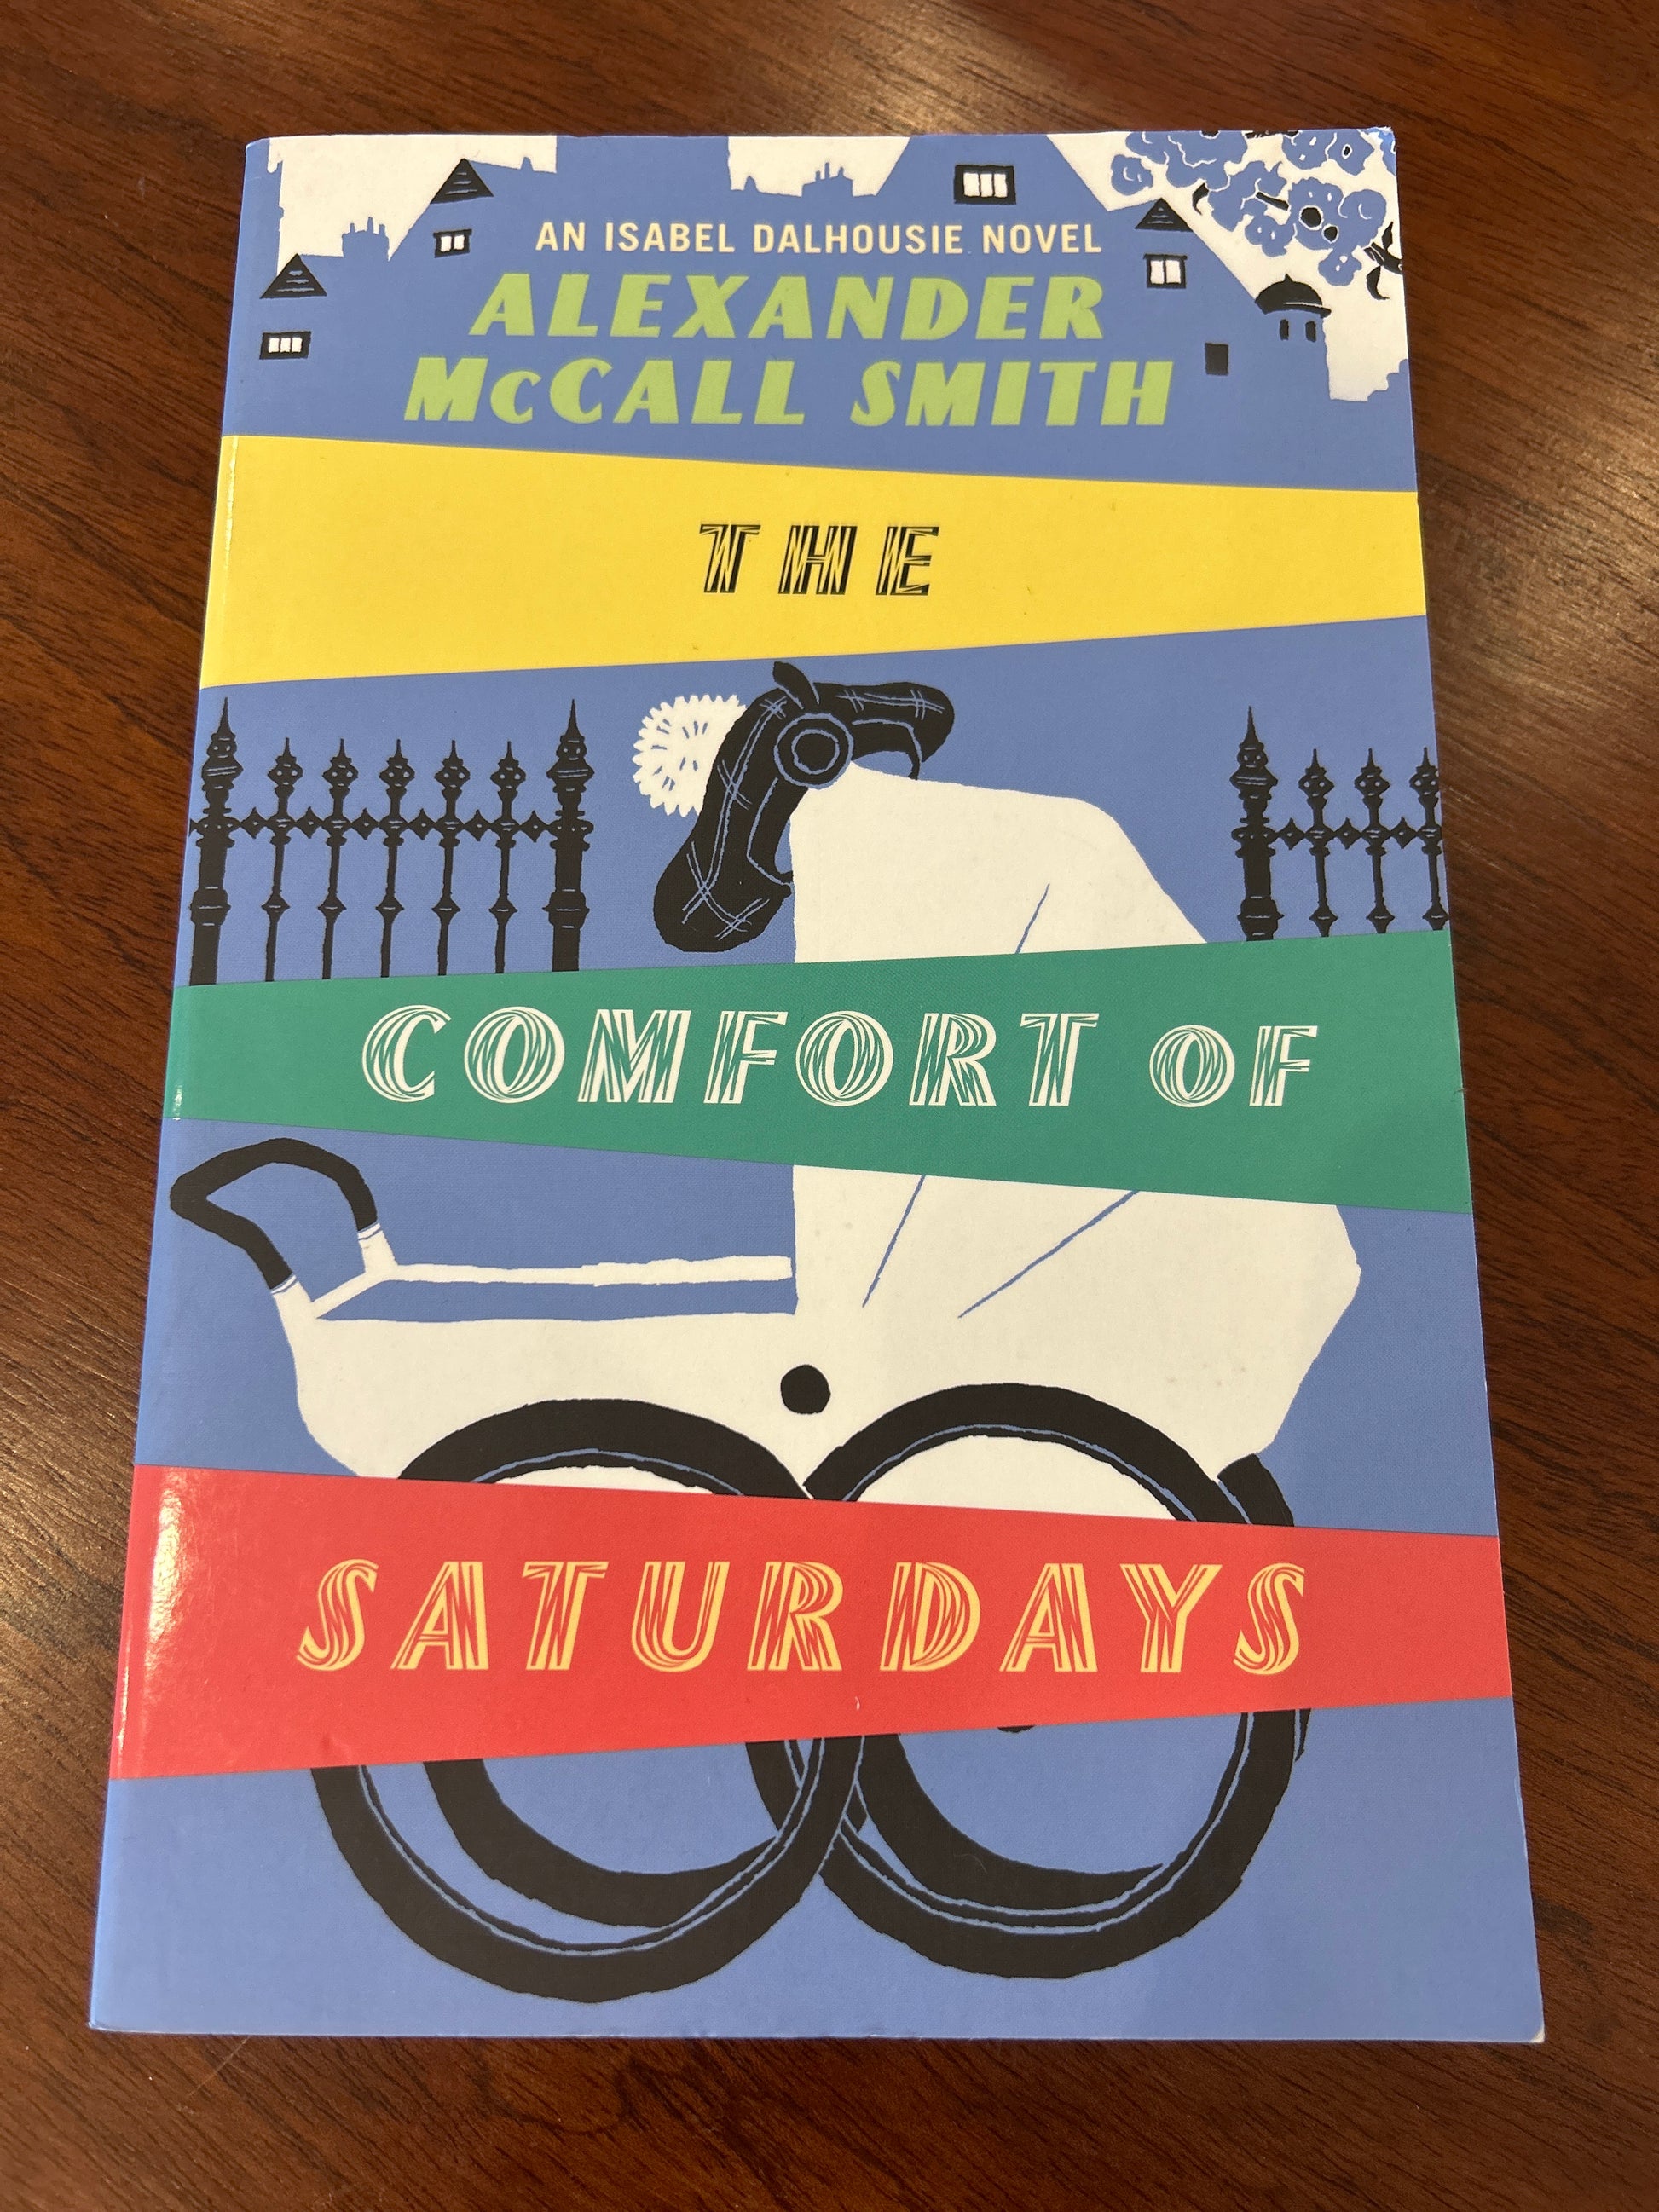 AN ISABEL DALHOUSIE NOVEL
ALEXANDER
McCALL SMITH
THE
COMFORT OF
SATURDAYS